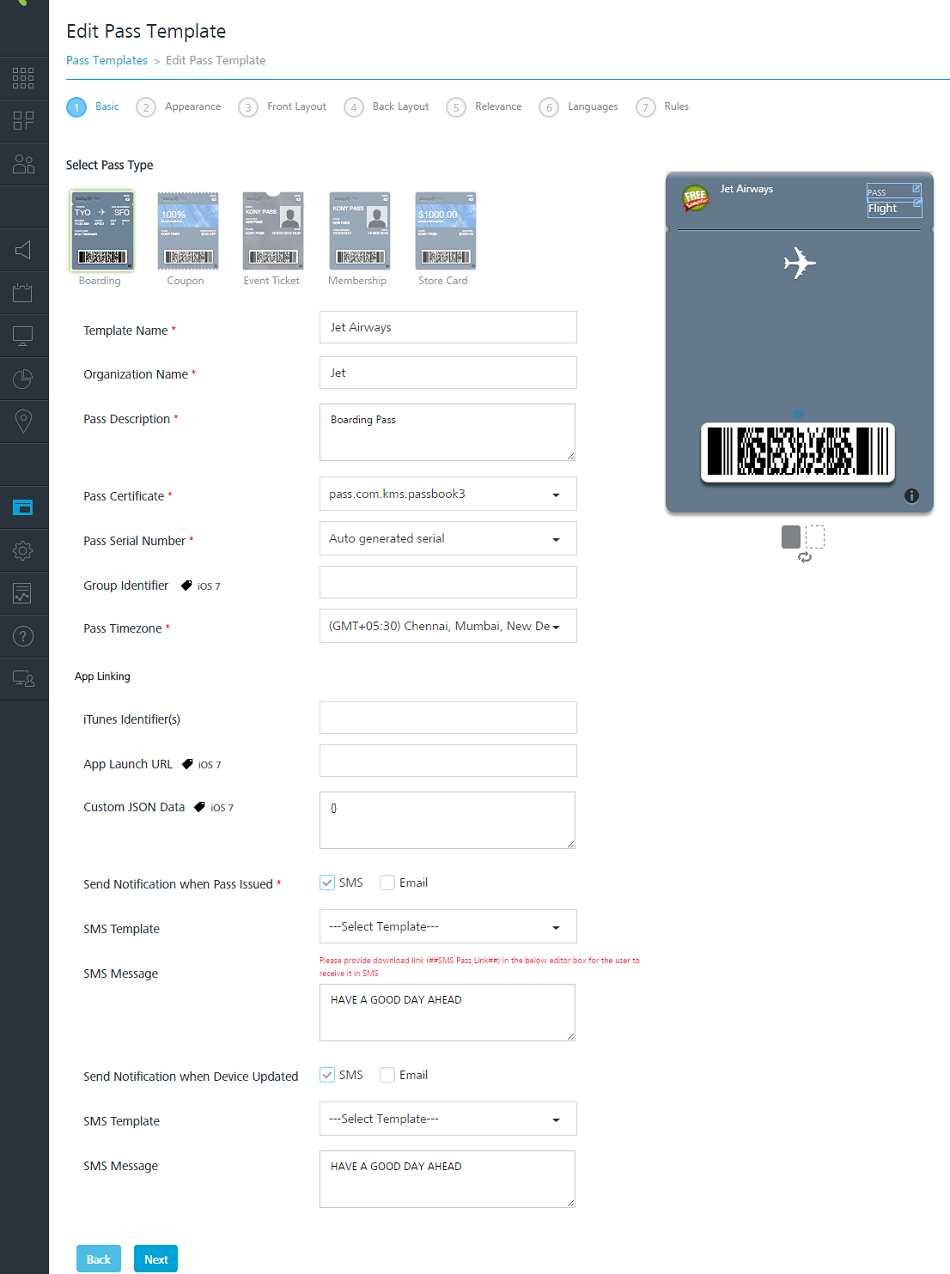 Edit Pass Template
Pass Templates > Edit Pass Template
1 Basic 2 Appearance 3 Front Layout 4 Back Layout 5 Relevance 6 Languages 7 Rules
Select Pass Type
TYO SFO
100%
KONY PASS
KONY PASS
$1000.00
Boarding Coupon Event Ticket Membership Store Card
FREE
Jet Airways
PASS
Flight
Template Name * Jet Airways
Organization Name * Jet
Pass Description * Boarding Pass
Pass Certificate * pass.com.kms.passbook3
Pass Serial Number * Auto generated serial
Group Identifier iOS 7
Pass Timezone * (GMT+05:30) Chennai, Mumbai, New De
App Linking
iTunes Identifier(s)
App Launch URL iOS 7
Custom JSON Data iOS 7 {}
Send Notification when Pass Issued * SMS Email
SMS Template ---Select Template---
SMS Message
Please provide download link (##SMS Pass Link##) in the below editor box for the user to
receive it in SMS
HAVE A GOOD DAY AHEAD
Send Notification when Device Updated SMS Email
SMS Template ---Select Template---
SMS Message HAVE A GOOD DAY AHEAD
Back Next